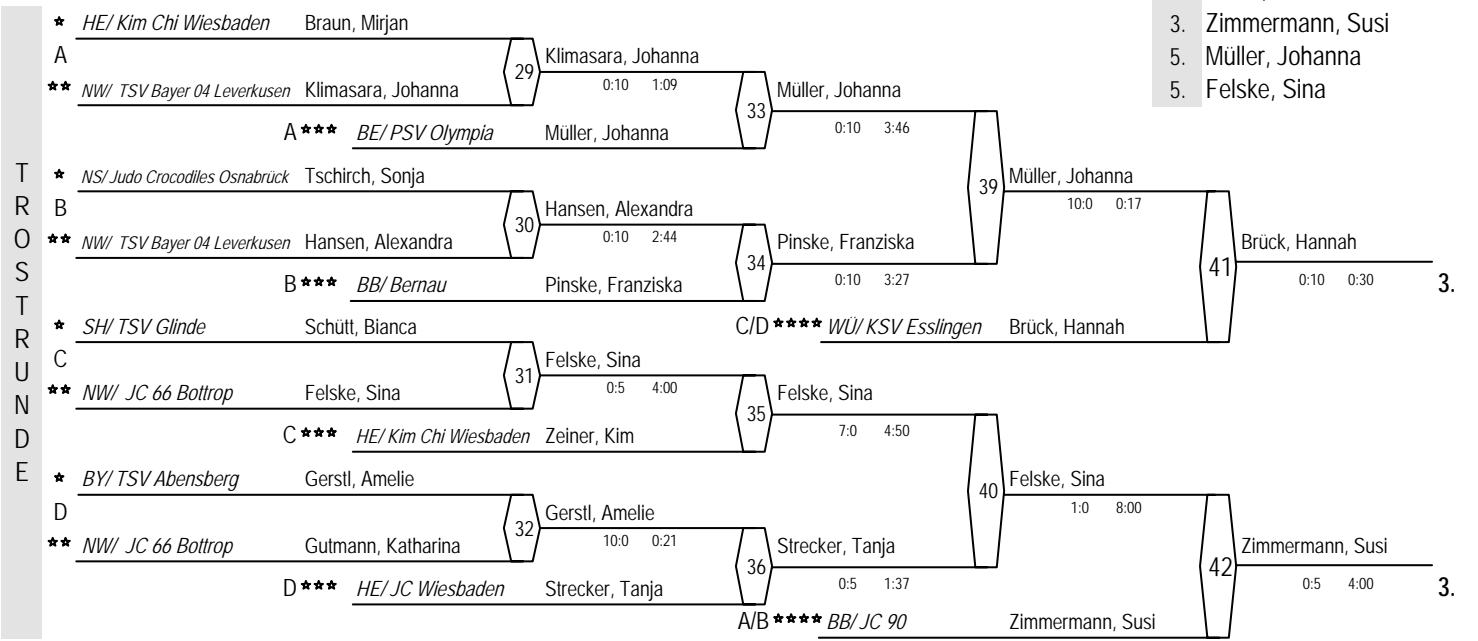 3. Zimmermann, Susi
5. Müller, Johanna
5. Felske, Sina
TROSTRUNDE
* HE/ Kim Chi Wiesbaden Braun, Mirjan
A
29 Klimasara, Johanna
0:10 1:09
** NW/ TSV Bayer 04 Leverkusen Klimasara, Johanna
33 Müller, Johanna
0:10 3:46
A *** BE/ PSV Olympia Müller, Johanna
* NS/ Judo Crocodiles Osnabrück Tschirch, Sonja
39 Müller, Johanna
10:0 0:17
B
30 Hansen, Alexandra
0:10 2:44
** NW/ TSV Bayer 04 Leverkusen Hansen, Alexandra
34 Pinske, Franziska
0:10 3:27
41 Brück, Hannah
0:10 0:30 3.
B *** BB/ Bernau Pinske, Franziska
* SH/ TSV Glinde Schütt, Bianca
C/D **** WÜ/ KSV Esslingen Brück, Hannah
C
31 Felske, Sina
0:5 4:00
** NW/ JC 66 Bottrop Felske, Sina
35 Felske, Sina
7:0 4:50
C *** HE/ Kim Chi Wiesbaden Zeiner, Kim
* BY/ TSV Abensberg Gerstl, Amelie
40 Felske, Sina
1:0 8:00
D
32 Gerstl, Amelie
10:0 0:21
** NW/ JC 66 Bottrop Gutmann, Katharina
36 Strecker, Tanja
0:5 1:37
42 Zimmermann, Susi
0:5 4:00 3.
D *** HE/ JC Wiesbaden Strecker, Tanja
A/B **** BB/ JC 90 Zimmermann, Susi